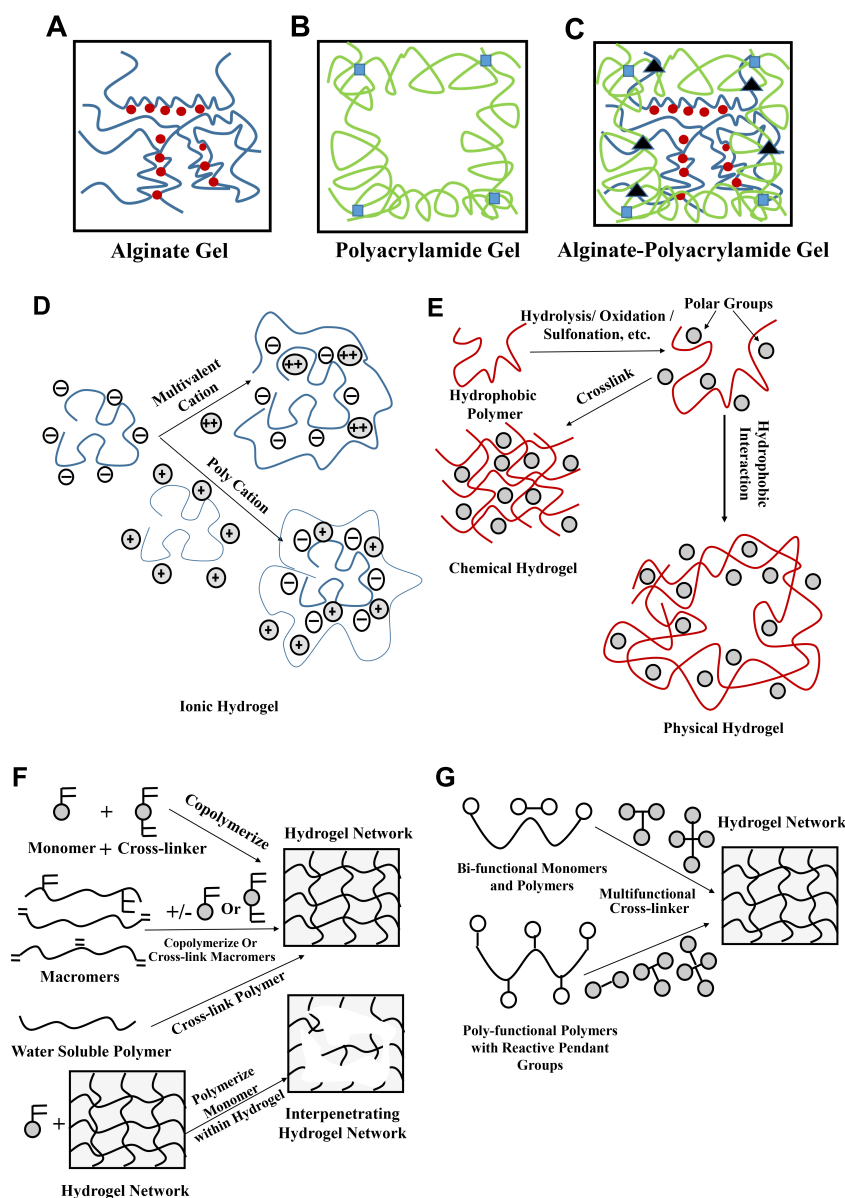 A
B
C
Alginate Gel
Polyacrylamide Gel
Alginate-Polyacrylamide Gel
D
Multivalent
Cation
++
++
++
++
Poly Cation
Ionic Hydrogel
E
Hydrolysis/ Oxidation /
Sulfonation, etc.
Polar Groups
Hydrophobic
Polymer
Crosslink
Hydrophobic
Interaction
Chemical Hydrogel
Physical Hydrogel
F
+
Monomer + Cross-linker
Copolymerize
Hydrogel Network
+/- Or
Copolymerize Or
Cross-link Macromers
Macromers
Cross-link Polymer
Water Soluble Polymer
+
Polymerize
Monomer
within Hydrogel
Interpenetrating
Hydrogel Network
Hydrogel Network
G
Bi-functional Monomers
and Polymers
Hydrogel Network
Multifunctional
Cross-linker
Poly-functional Polymers
with Reactive Pendant
Groups